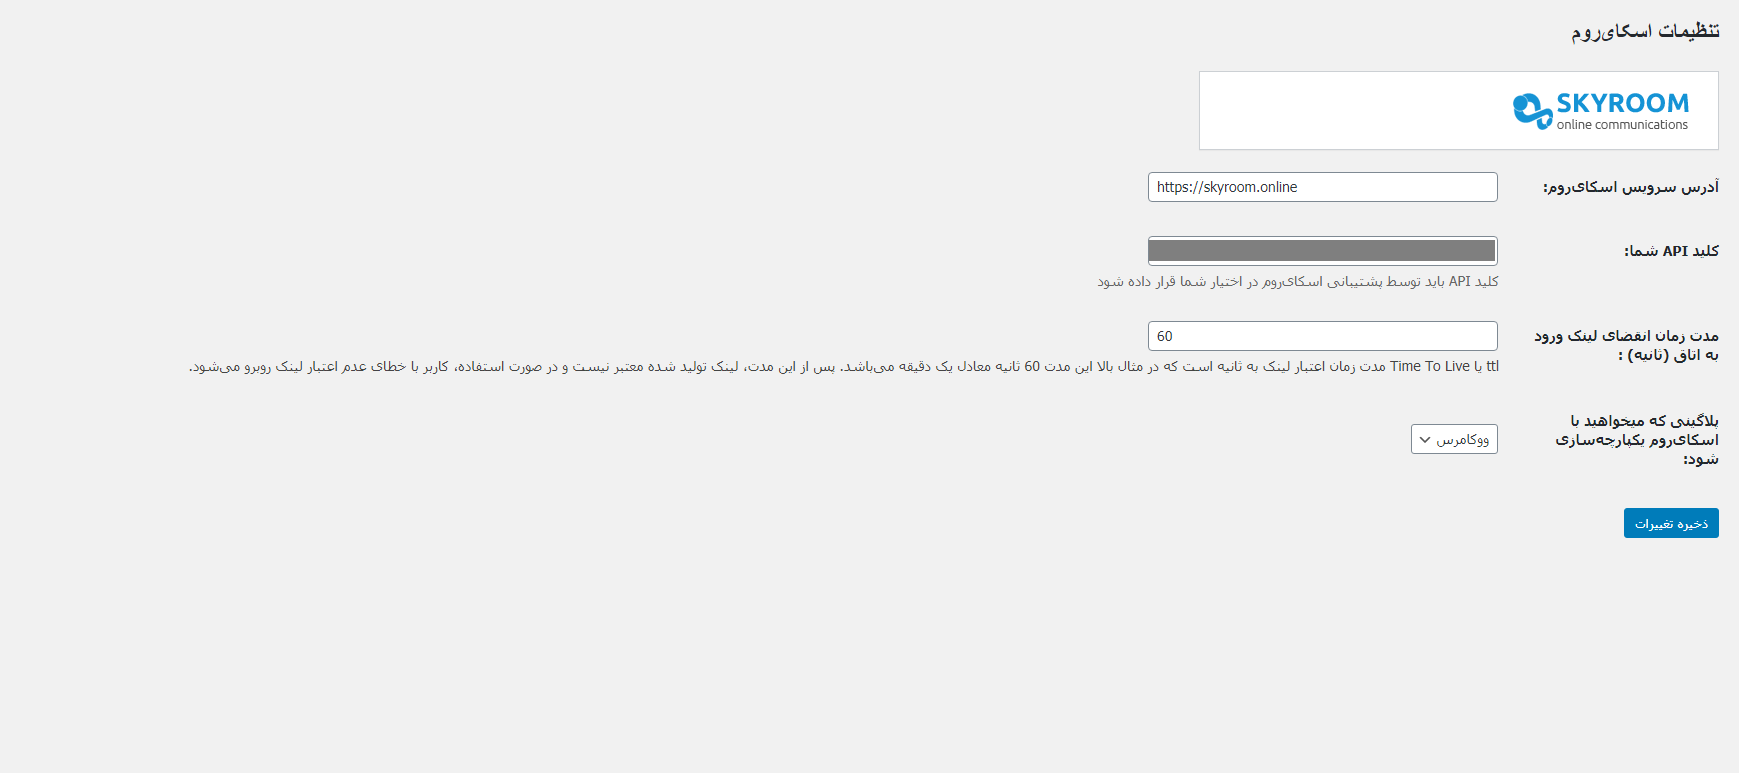 تنظیمات اسکای‌روم
SKYROOM
online communications
آدرس سرویس اسکای‌روم:
https://skyroom.online
کلید API شما:
کلید API باید توسط پشتیبانی اسکای‌روم در اختیار شما قرار داده شود
مدت زمان انقضای لینک ورود
به اتاق (ثانیه) :
60
ttl یا Time To Live مدت زمان اعتبار لینک به ثانیه است که در مثال بالا این مدت 60 ثانیه معادل یک دقیقه می‌باشد. پس از این مدت، لینک تولید شده معتبر نیست و در صورت استفاده، کاربر با خطای عدم اعتبار لینک روبرو می‌شود.
پلاگینی که میخواهید با
اسکای‌روم یکپارچه‌سازی
شود:
ووکامرس
ذخیره تغییرات